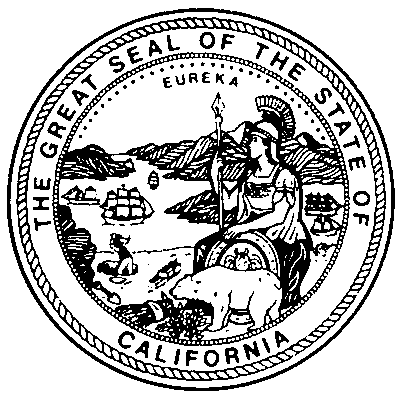 THE GREAT SEAL OF THE STATE OF
EUREKA
CALIFORNIA